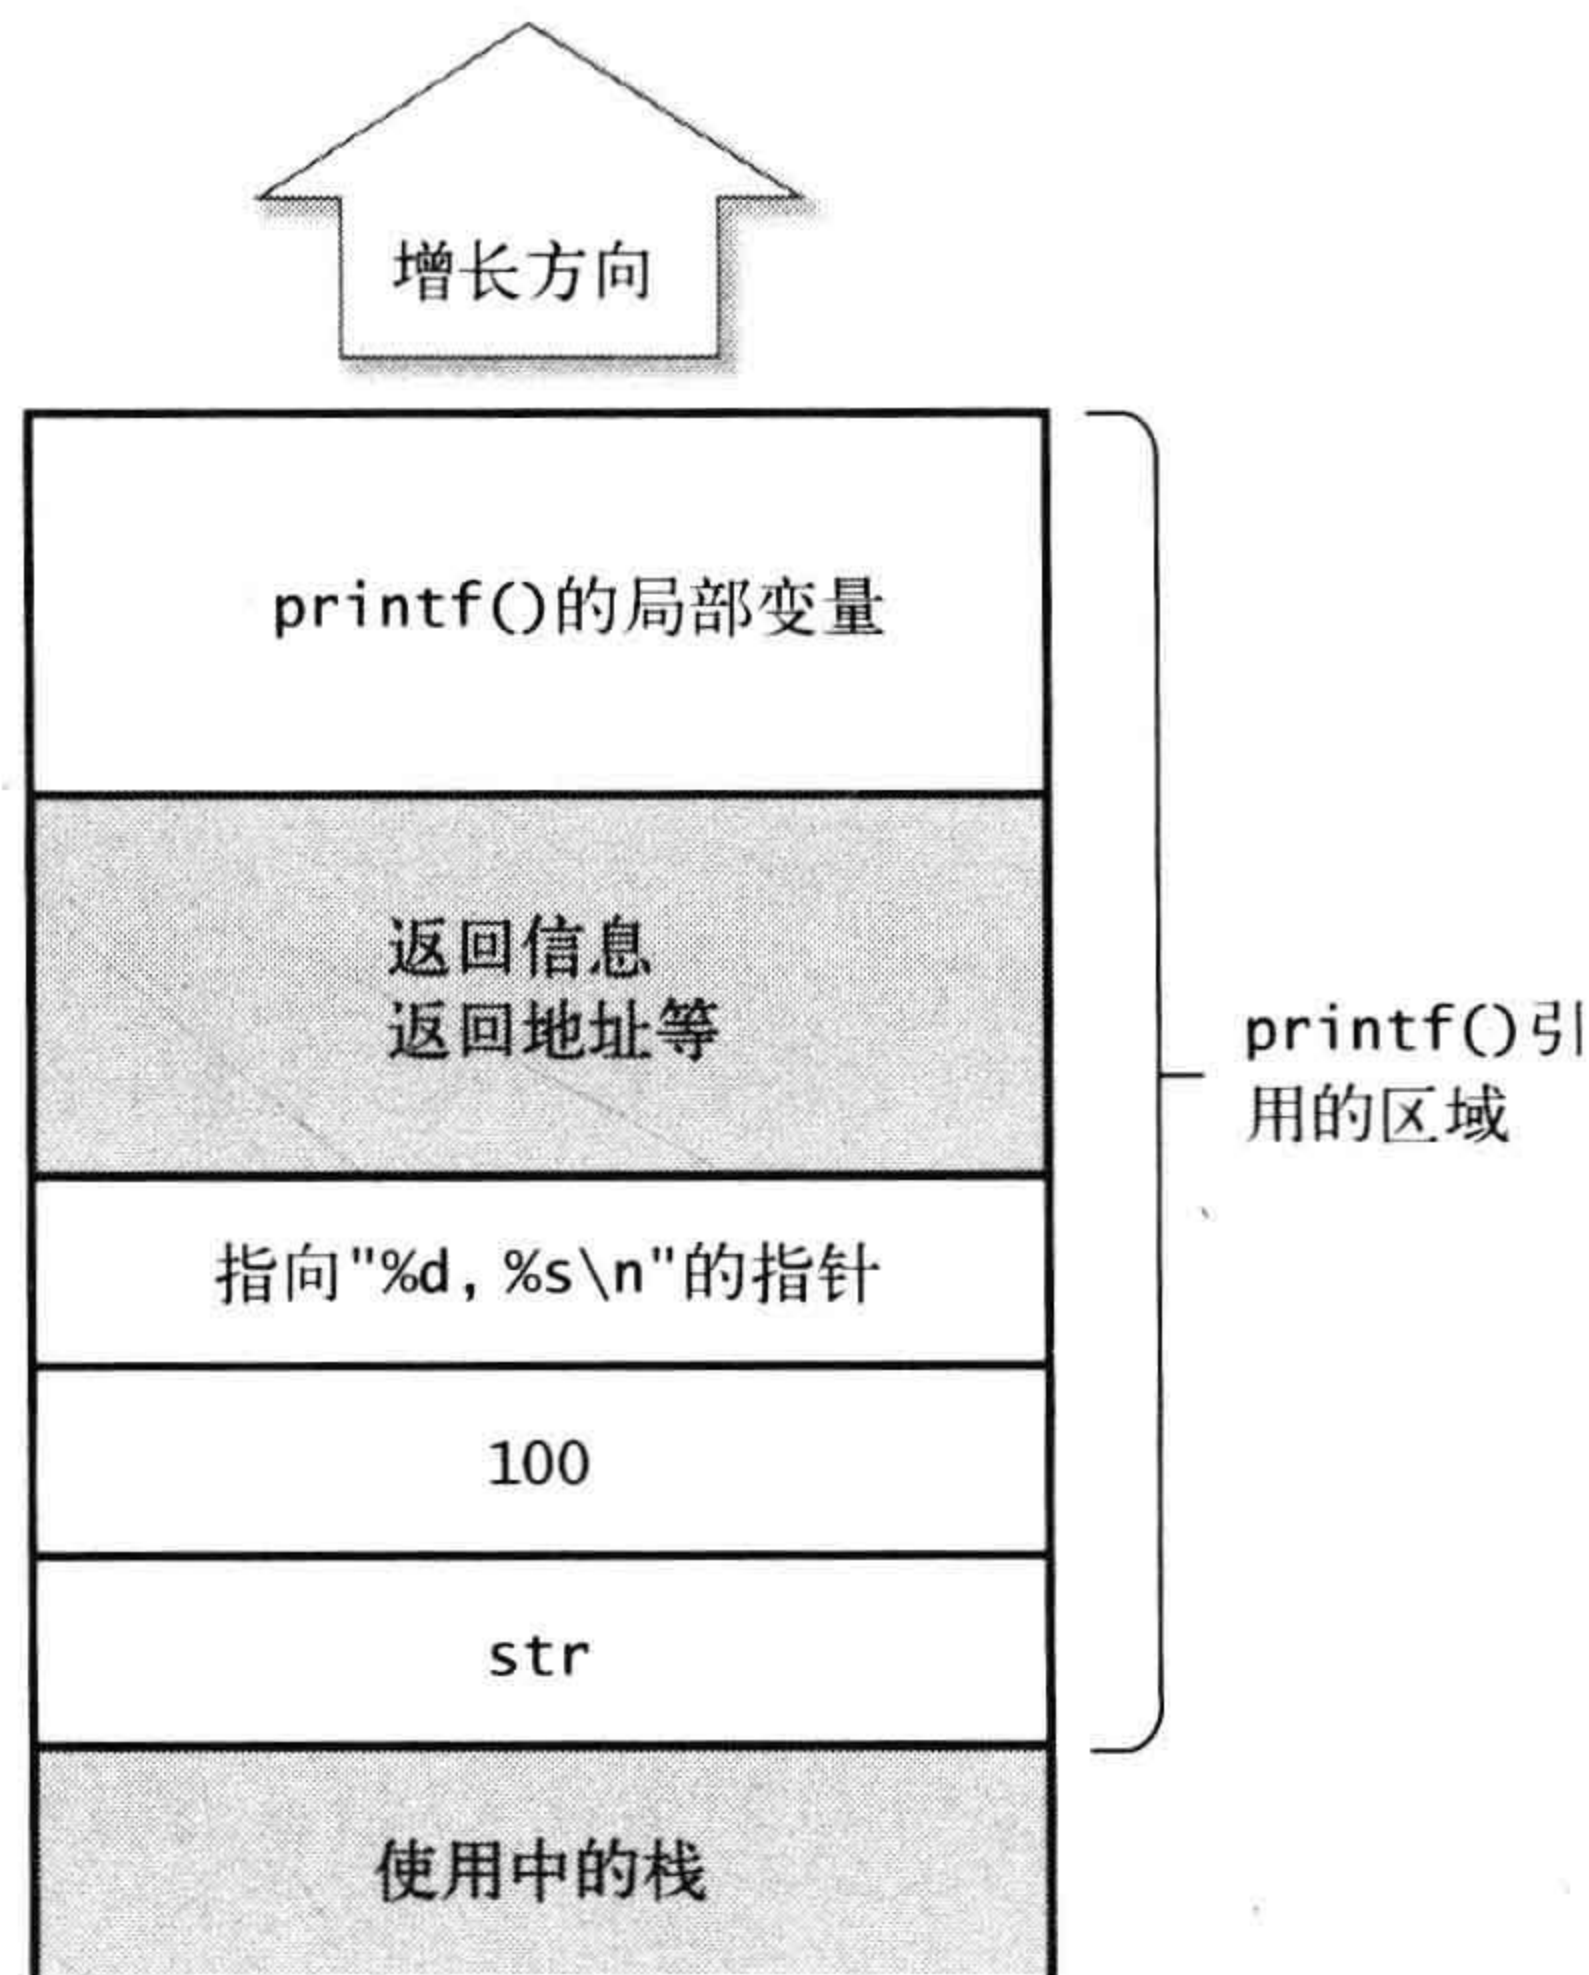 增长方向
printf()的局部变量
返回信息
返回地址等
printf()引
用的区域
指向"%d, %s\n"的指针
100
str
使用中的栈